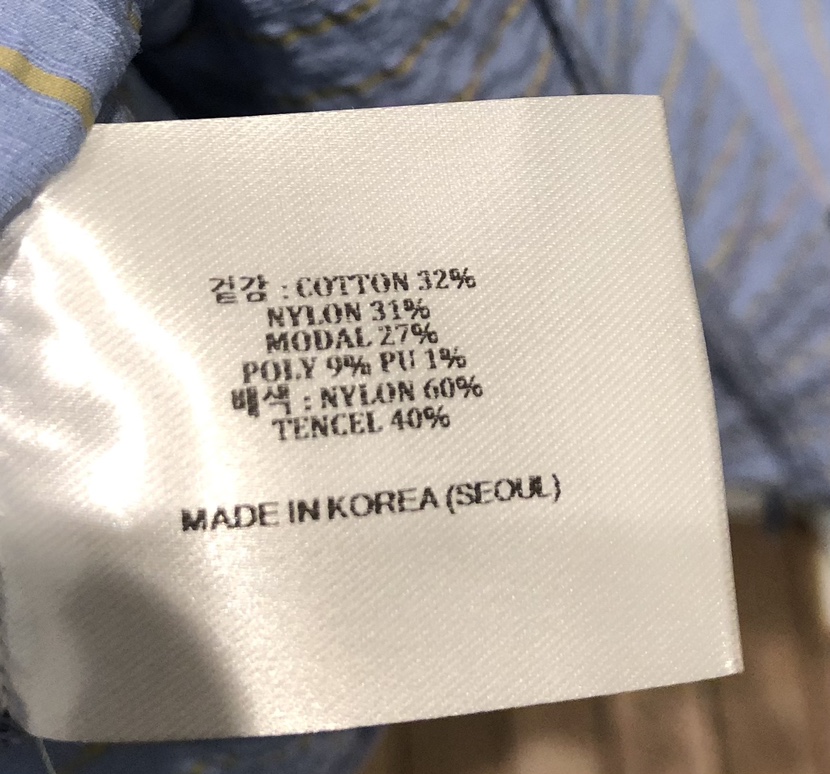 겉감 : COTTON 32%
NYLON 31%
MODAL 27%
POLY 9% PU 1%
배색 : NYLON 60%
TENCEL 40%
MADE IN KOREA (SEOUL)